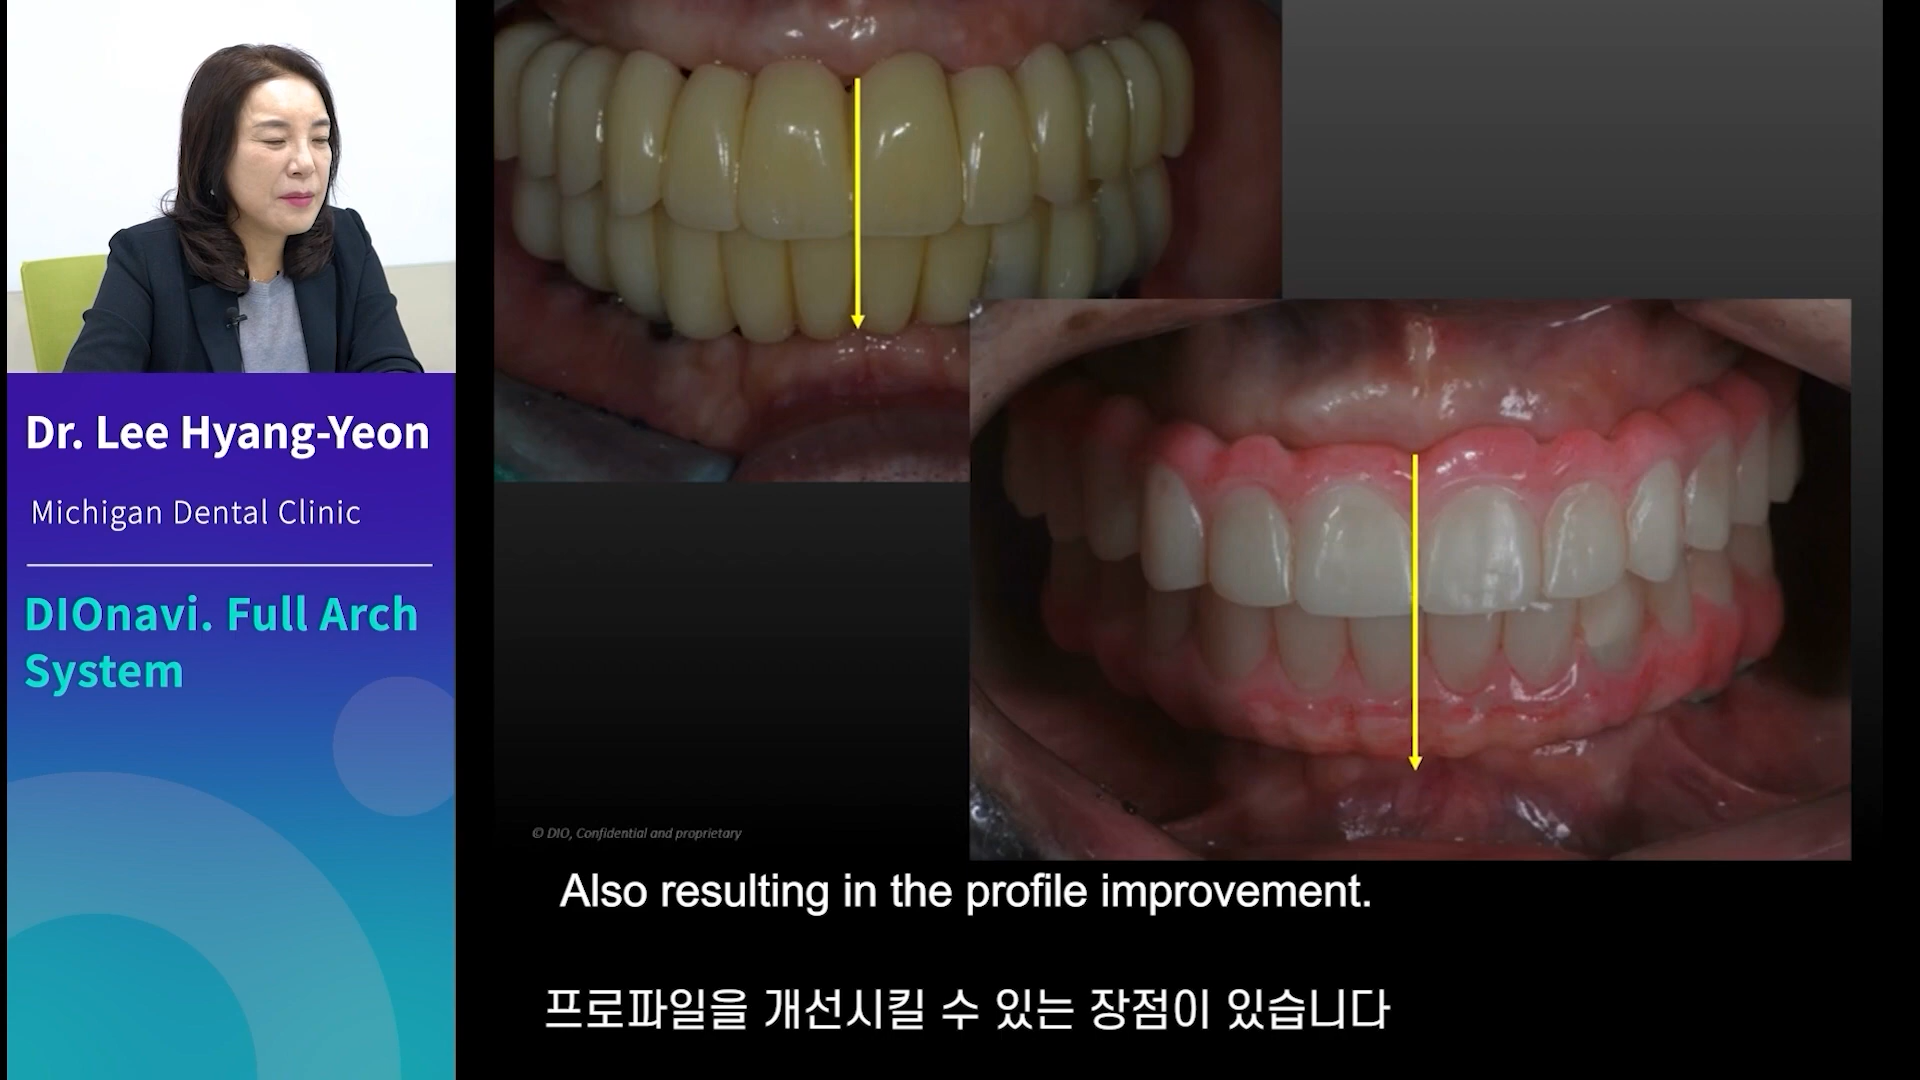 Dr. Lee Hyang-Yeon
Michigan Dental Clinic
DIOnavi. Full Arch
System
© DIO, Confidential and proprietary
Also resulting in the profile improvement.
프로파일을 개선시킬 수 있는 장점이 있습니다